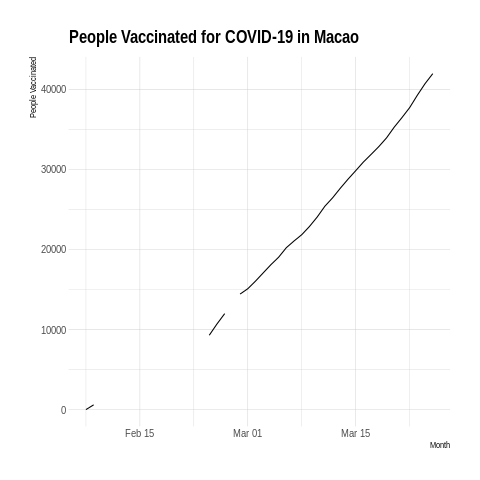 People Vaccinated for COVID-19 in Macao
People Vaccinated
40000
30000
20000
10000
0
Feb 15
Mar 01
Mar 15
Month